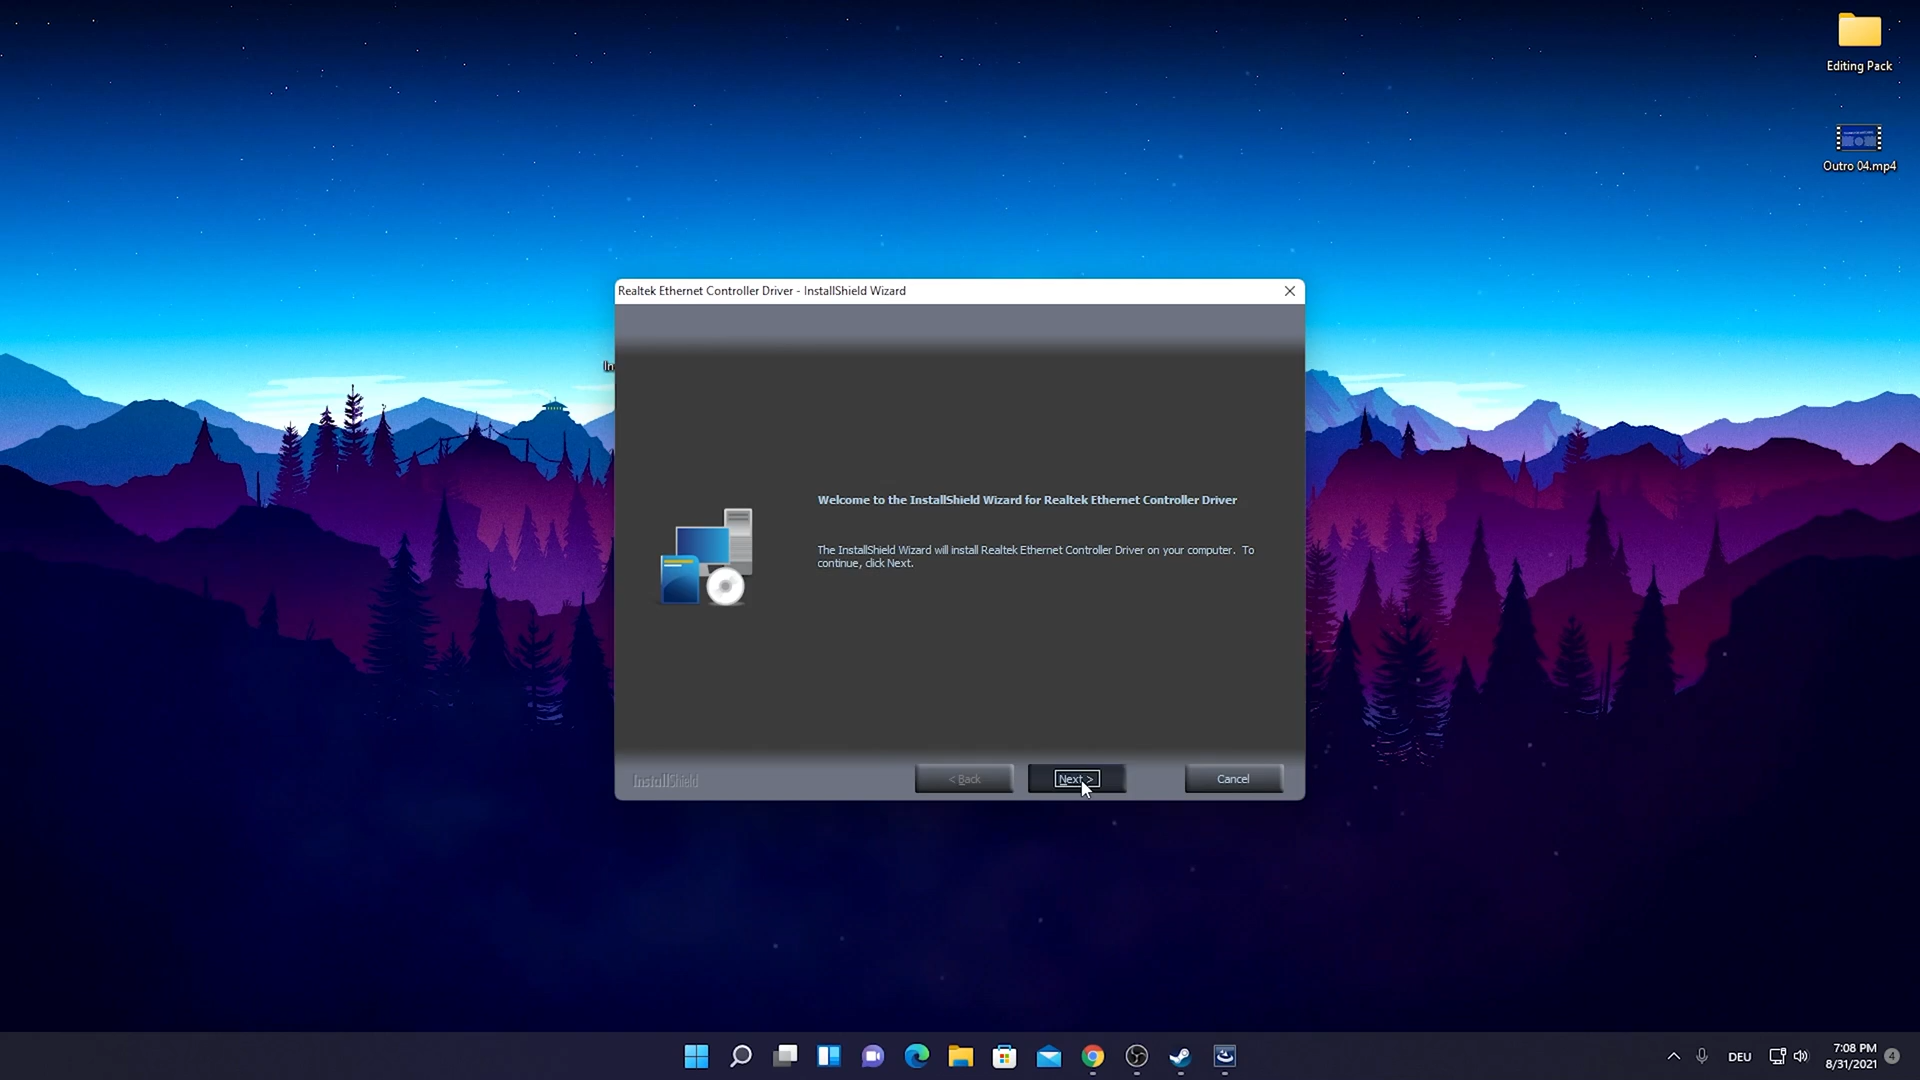 Editing Pack
Outro 04.mp4
Realtek Ethernet Controller Driver - InstallShield Wizard
In
Welcome to the InstallShield Wizard for Realtek Ethernet Controller Driver
The InstallShield Wizard will install Realtek Ethernet Controller Driver on your computer. To
continue, click Next.
InstallShield
< Back
Next >
Cancel
DEU
7:08 PM
8/31/2021
4